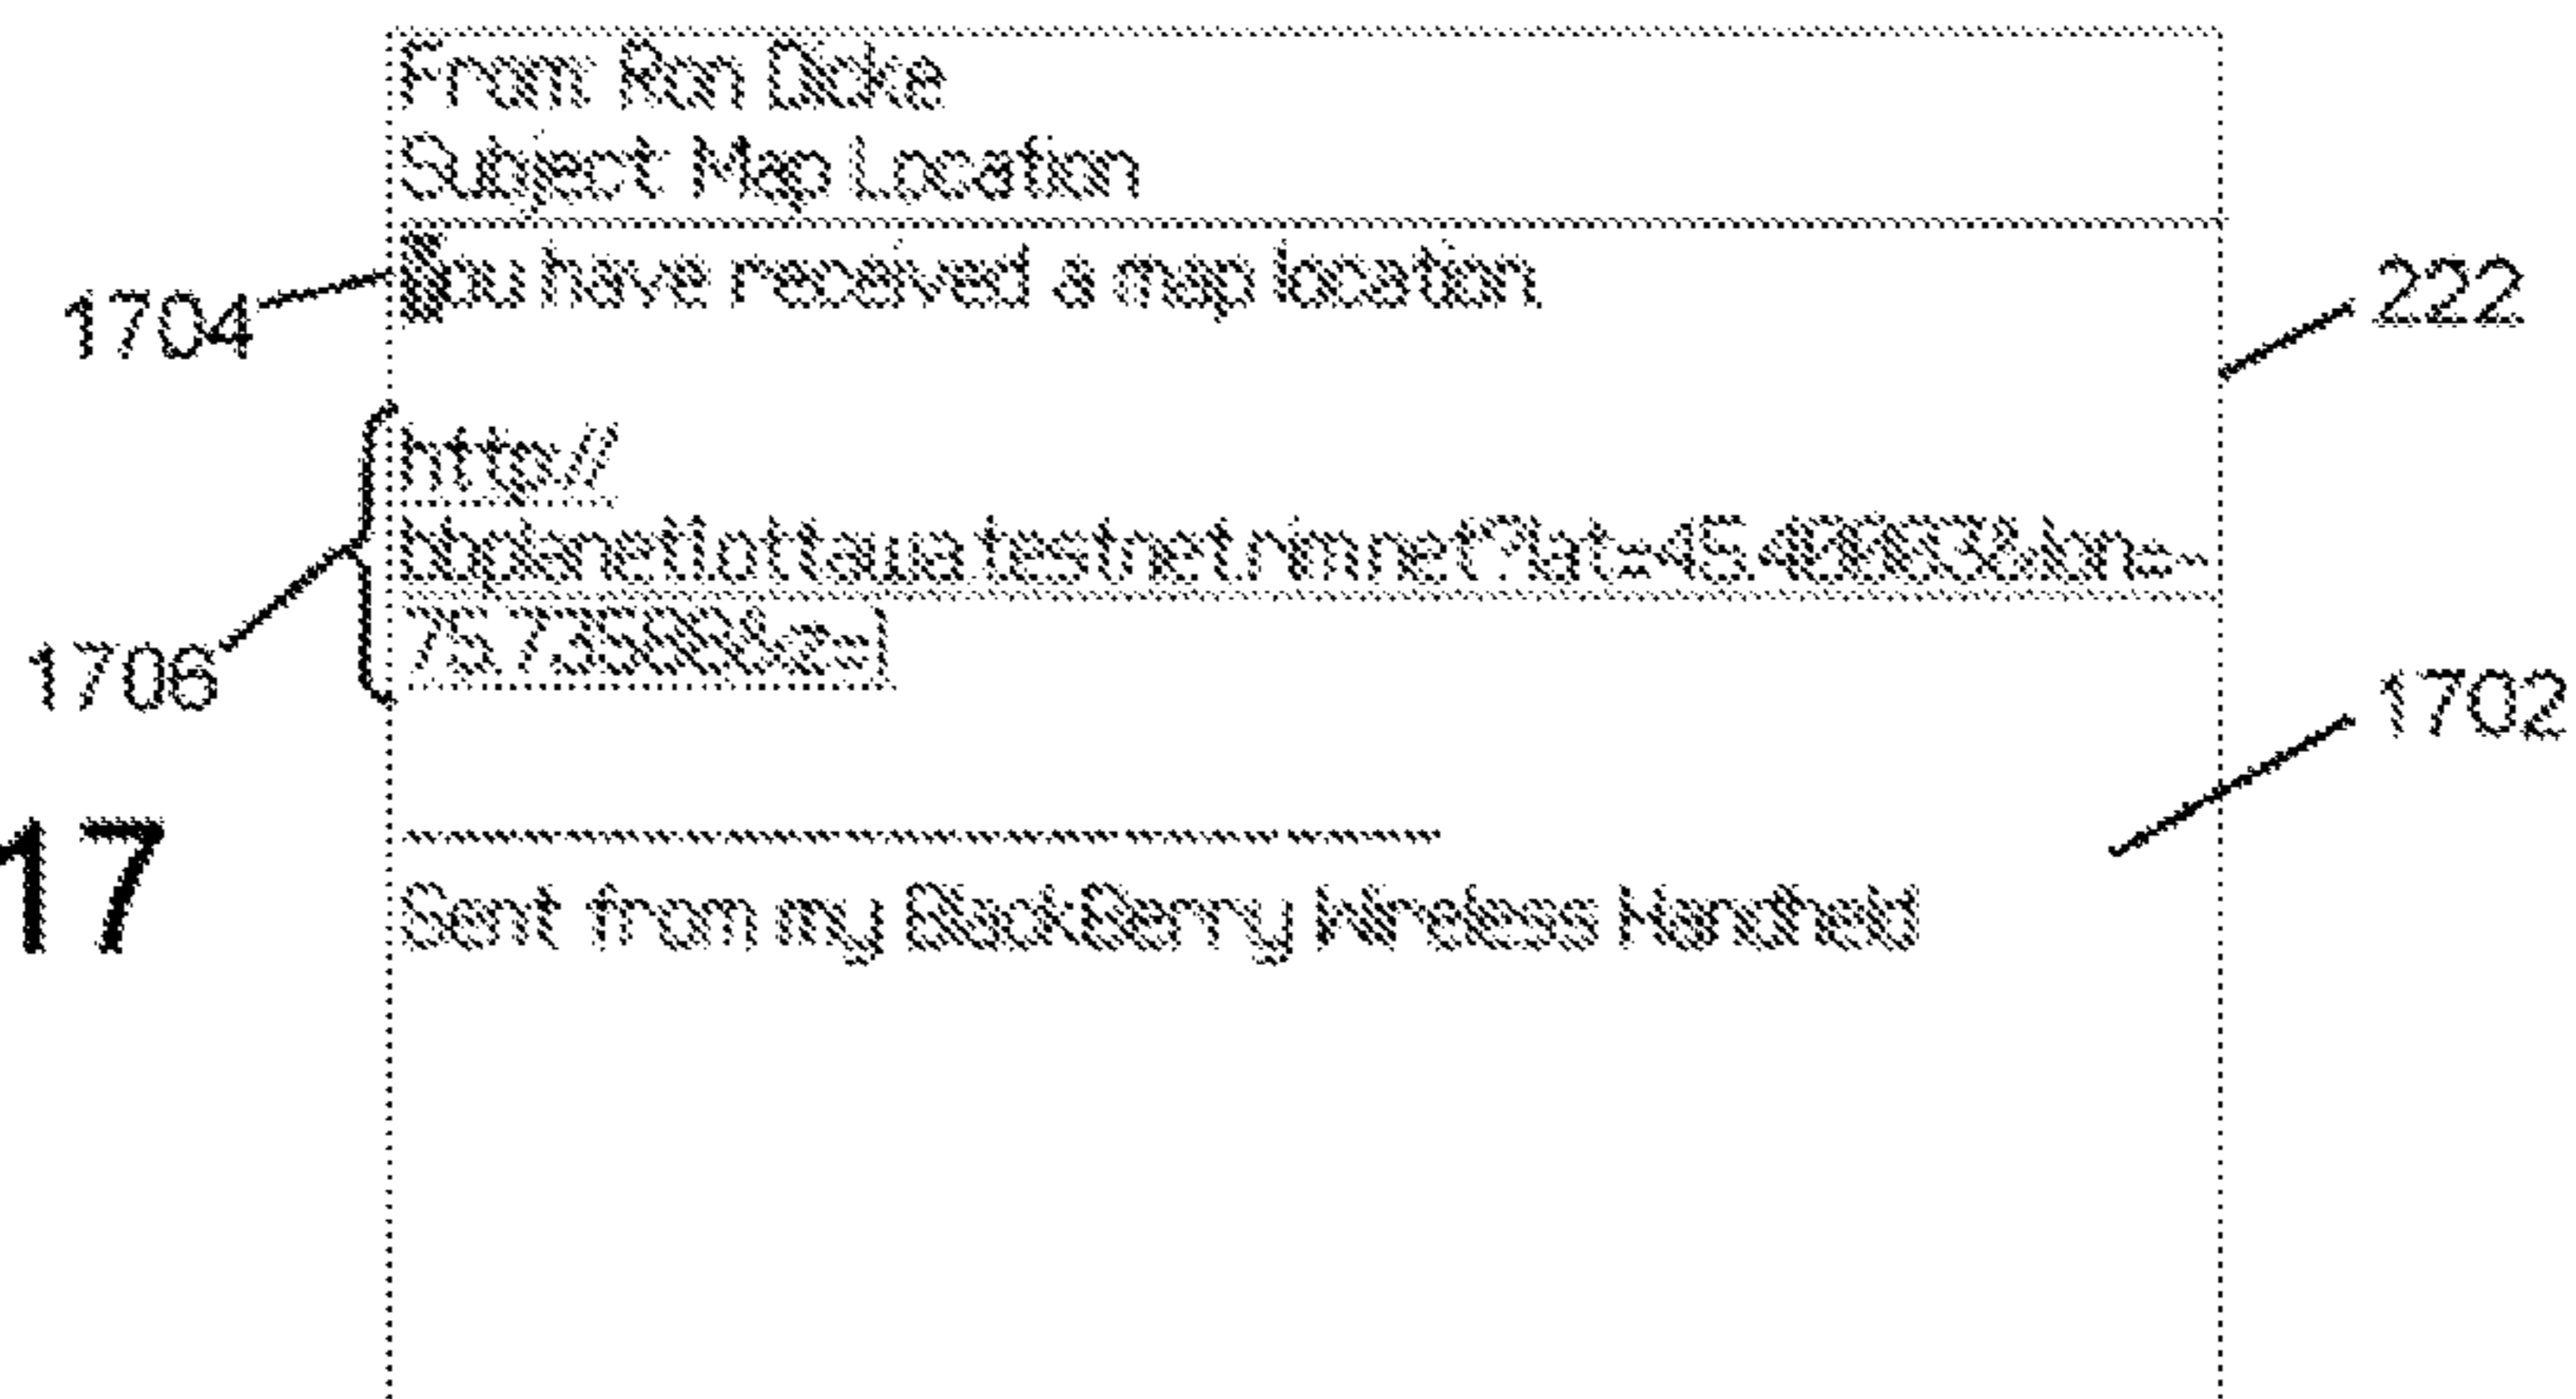 From: Ron Dicke
Subject: Map Location
You have received a map location.
1704
222
http://
1706
1702
17
Sent from my BlackBerry Wireless Handheld